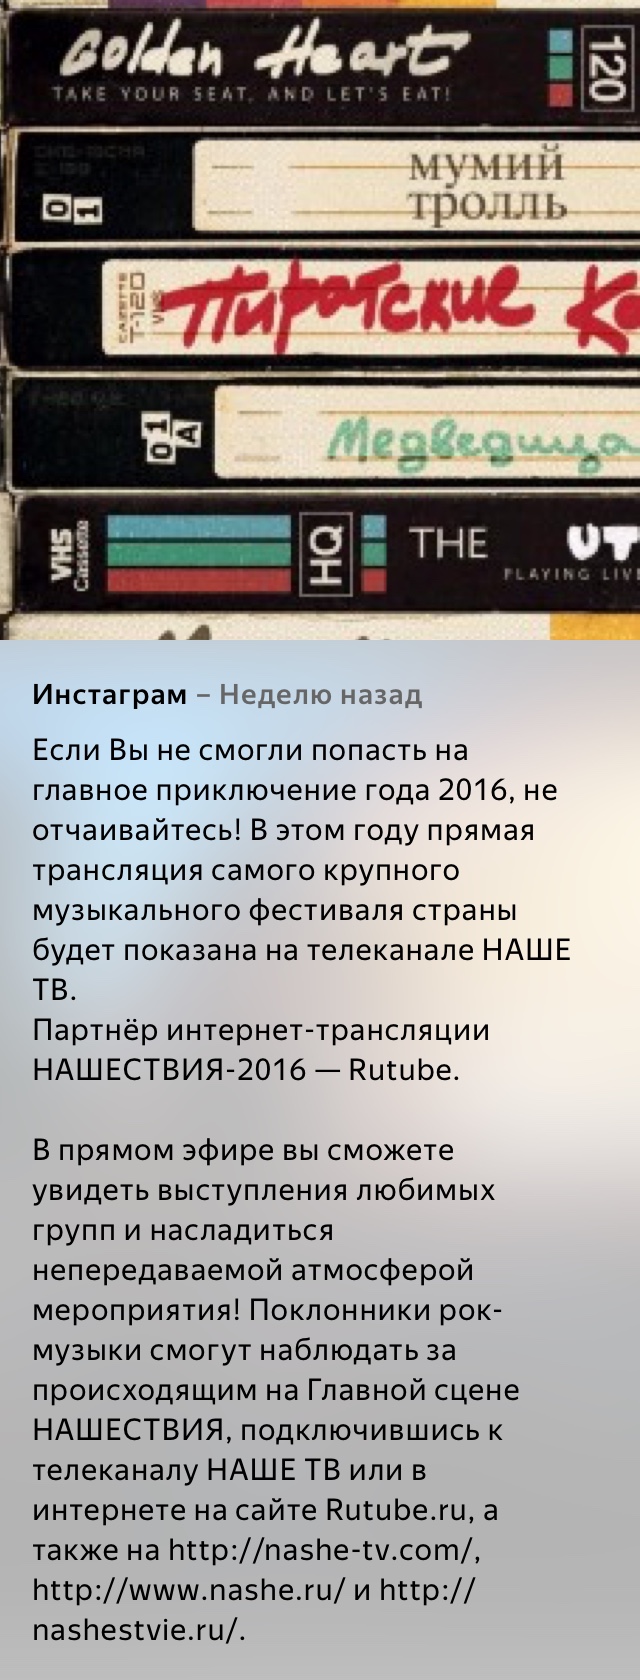 Golden Heart
TAKE YOUR SEAT, AND LET'S EAT!
120
мумий
тролль
01
CAZETTE
T-120
VHS
Пиратские
Медведица
01
A
VHS
Cassette
HQ
THE
PLAYING
Инстаграм – Неделю назад
Если Вы не смогли попасть на
главное приключение года 2016, не
отчаивайтесь! В этом году прямая
трансляция самого крупного
музыкального фестиваля страны
будет показана на телеканале НАШЕ
ТВ.
Партнёр интернет-трансляции
НАШЕСТВИЯ-2016 — Rutube.
В прямом эфире вы сможете
увидеть выступления любимых
групп и насладиться
непередаваемой атмосферой
мероприятия! Поклонники рок-
музыки смогут наблюдать за
происходящим на Главной сцене
НАШЕСТВИЯ, подключившись к
телеканалу НАШЕ ТВ или в
интернете на сайте Rutube.ru, а
также на http://nashe-tv.com/,
http://www.nashe.ru/ и http://
nashestvie.ru/.